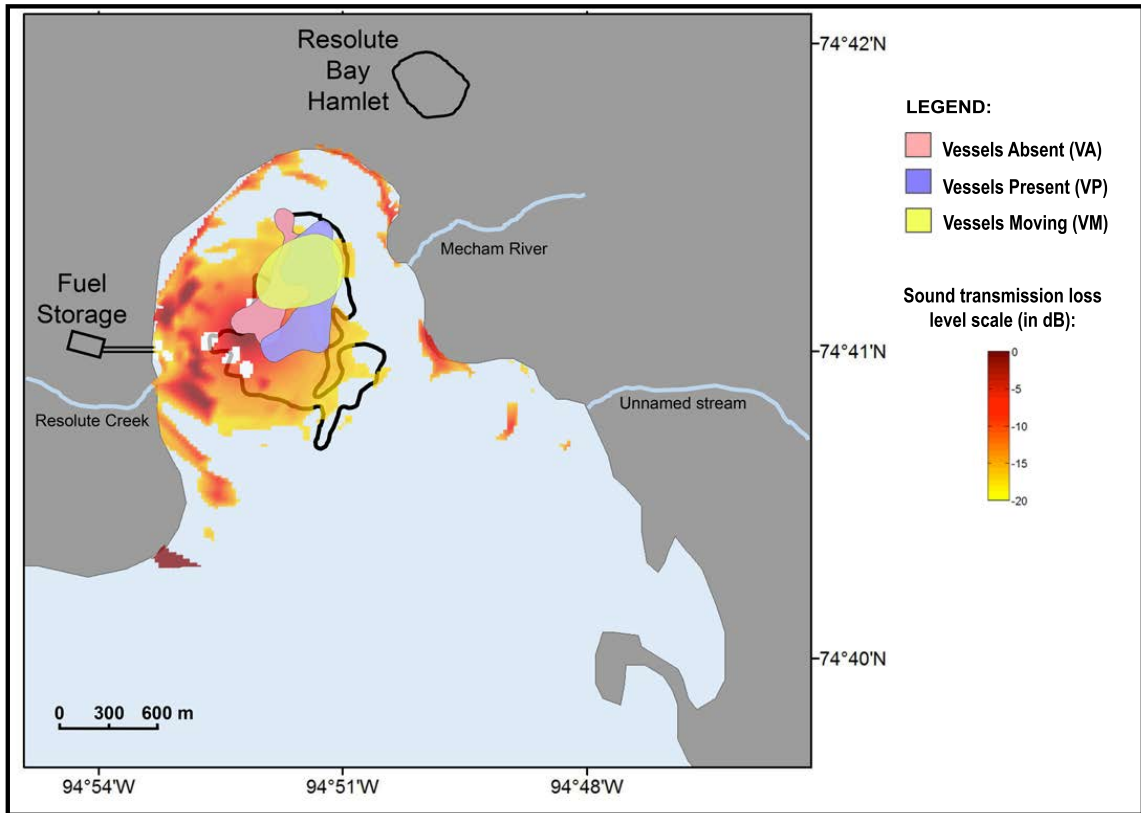 Resolute
Bay
Hamlet
74°42'N
LEGEND:
Vessels Absent (VA)
Vessels Present (VP)
Vessels Moving (VM)
Mecham River
Fuel
Storage
Sound transmission loss
level scale (in dB):
74°41'N
0
-5
-10
-15
-20
Resolute Creek
Unnamed stream
74°40'N
0 300 600 m
94°54'W 94°51'W 94°48'W